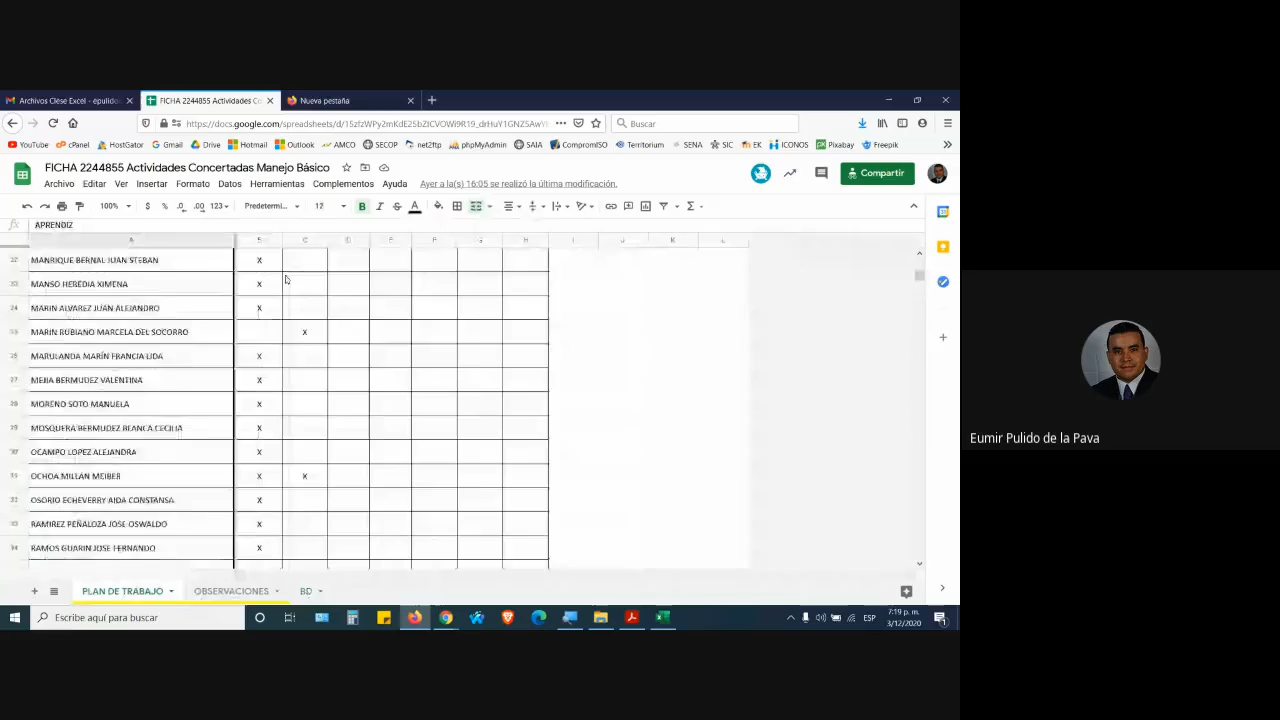 Archivos Clese Excel - epulido
FICHA 2244855 Actividades Co
Nueva pestaña
https://docs.google.com/spreadsheets/d/
Buscar
YouTube cPanel HostGator Gmail Drive Hotmail Outlook AMCO SECOP net2ftp phpMyAdmin SAIA CompromISO Territorium SENA SIC EK ICONOS Pixabay Freepik
FICHA 2244855 Actividades Concertadas Manejo Básico
Compartir
Archivo Editar Ver Insertar Formato Datos Herramientas Complementos Ayuda Ayer a la(s) 16:05 se realizó la última modificación.
100% $ % .0 .00 123 Predetermi... 12 B I S A
fx APRENDIZ
A B C D E F G H I J K L
MANRIQUE BERNAL JUAN STEBAN X
MANSO HEREDIA XIMENA X
24 MARIN ALVAREZ JUAN ALEJANDRO X
MARIN RUBIANO MARCELA DEL SOCORRO X
MARULANDA MARÍN FRANCIA LIDA X
27 MEJIA BERMUDEZ VALENTINA X
MORENO SOTO MANUELA X
MOSQUERA BERMUDEZ BLANCA CECILIA X
OCAMPO LOPEZ ALEJANDRA X
OCHOA MILLAN MEIBER X X
OSORIO ECHEVERRY AIDA CONSTANSA X
RAMIREZ PEÑALOZA JOSE OSWALDO X
RAMOS GUARIN JOSE FERNANDO X
PLAN DE TRABAJO OBSERVACIONES BD
Escribe aquí para buscar
ESP
7:19 p. m.
3/12/2020
Eumir Pulido de la Pava